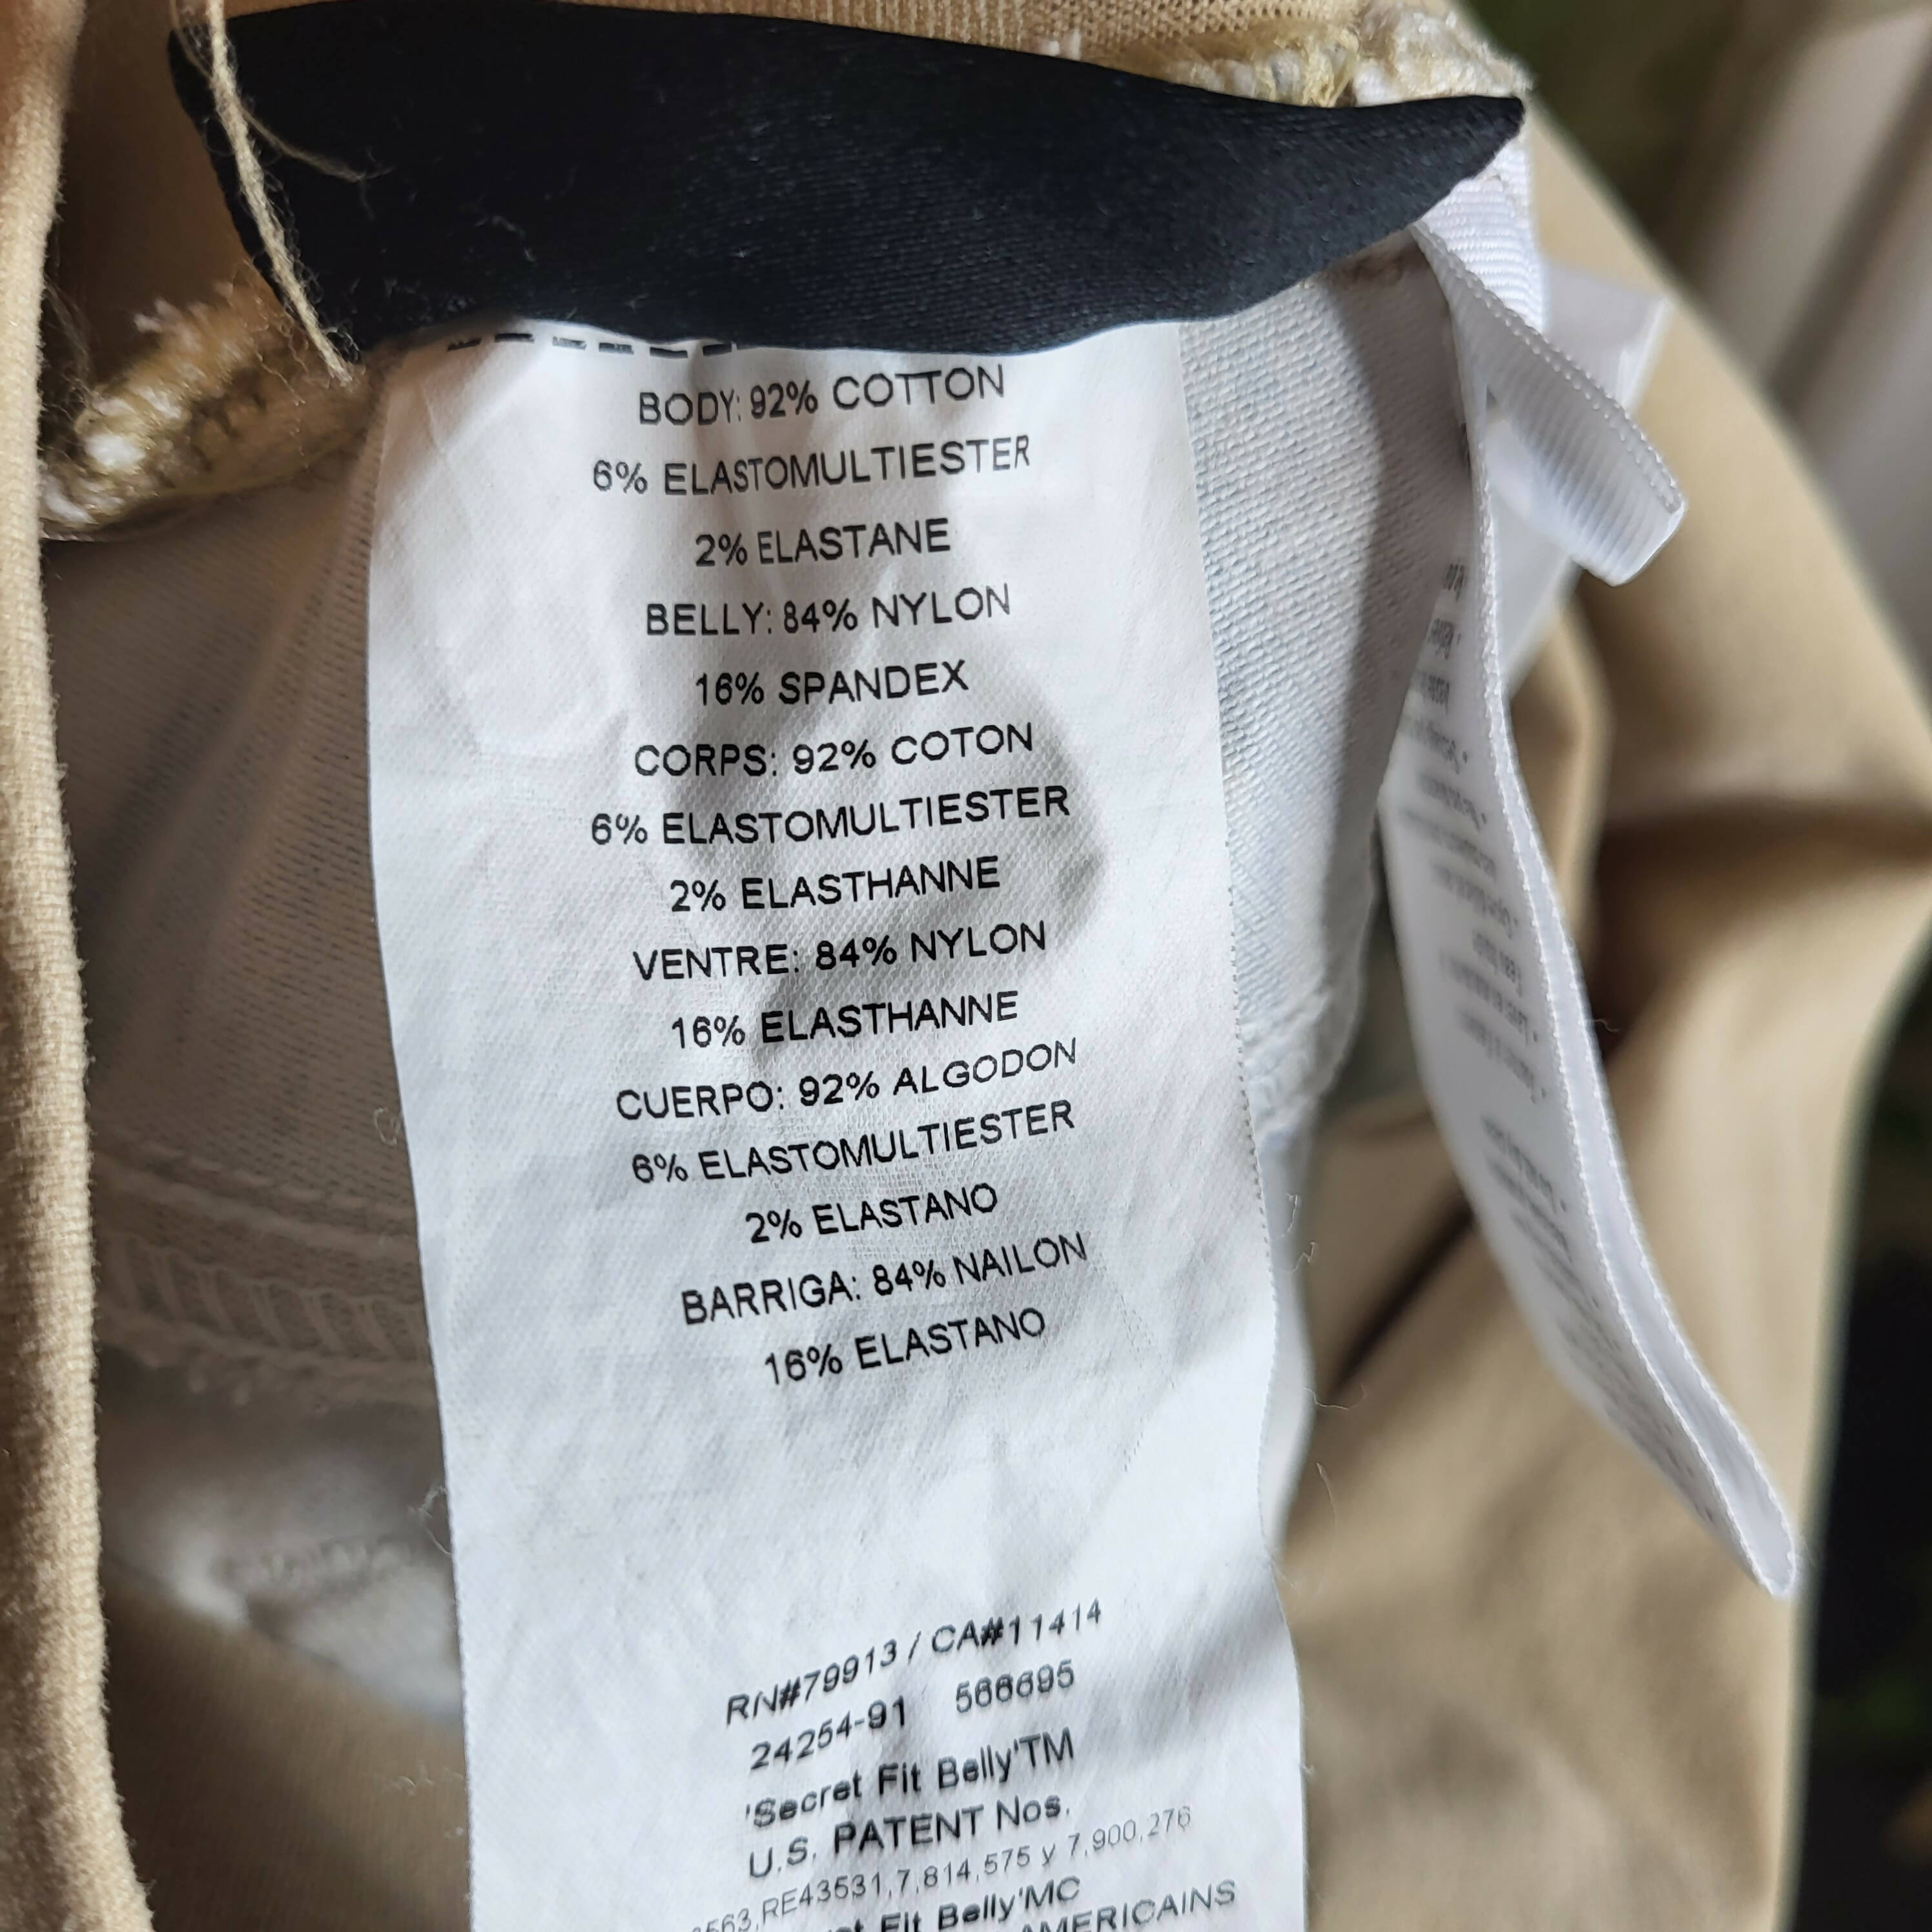 BODY: 92% COTTON
6% ELASTOMULTIESTER
2% ELASTANE
BELLY: 84% NYLON
16% SPANDEX
CORPS: 92% COTON
6% ELASTOMULTIESTER
2% ELASTHANNE
VENTRE: 84% NYLON
16% ELASTHANNE
CUERPO: 92% ALGODON
6% ELASTOMULTIESTER
2% ELASTANO
BARRIGA: 84% NAILON
16% ELASTANO
RN#79913 / CA#11414
24254-91 566695
'Secret Fit Belly'TM
U.S. PATENT Nos.
RE43531,7,814,575 y 7,900,276
Fit Belly'MC
AMERICAINS